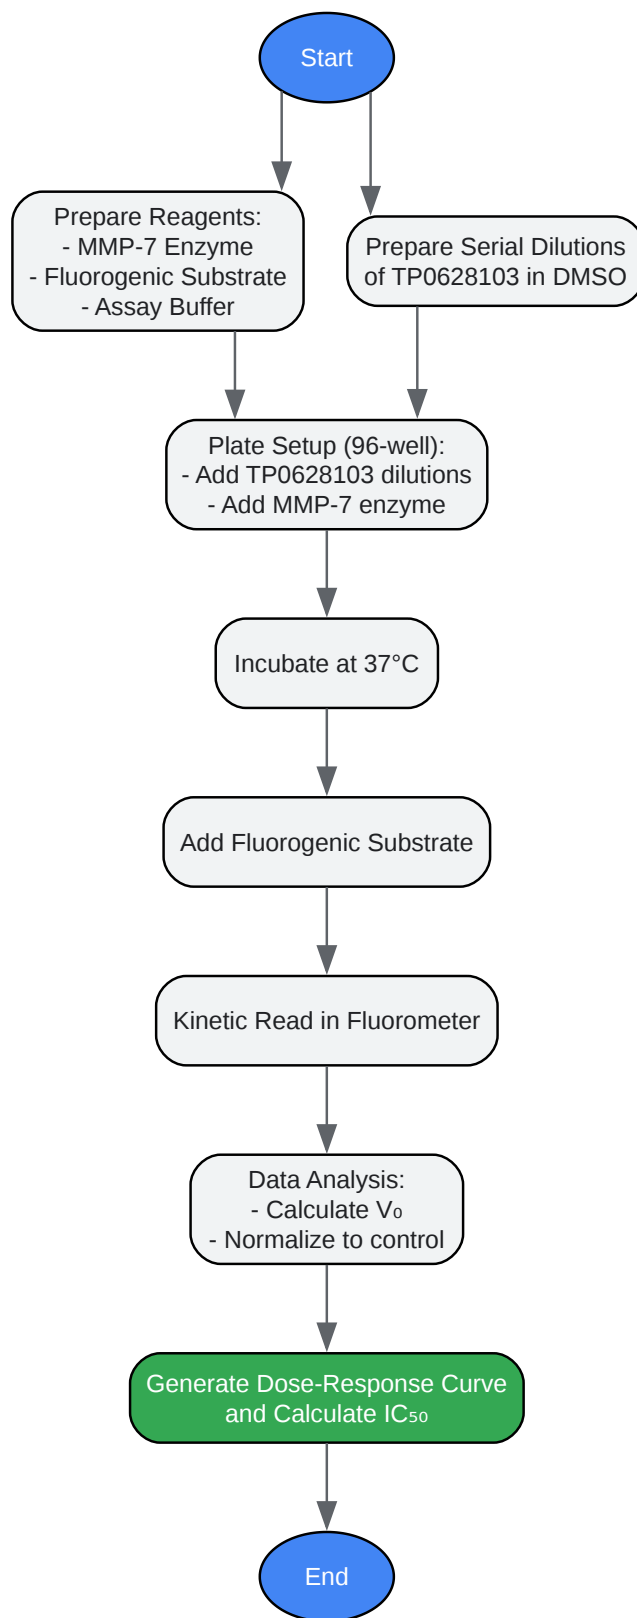 Start
Prepare Reagents:
- MMP-7 Enzyme
- Fluorogenic Substrate
- Assay Buffer
Prepare Serial Dilutions
of TP0628103 in DMSO
Plate Setup (96-well):
- Add TP0628103 dilutions
- Add MMP-7 enzyme
Incubate at 37°C
Add Fluorogenic Substrate
Kinetic Read in Fluorometer
Data Analysis:
- Calculate V₀
- Normalize to control
Generate Dose-Response Curve
and Calculate IC₅₀
End